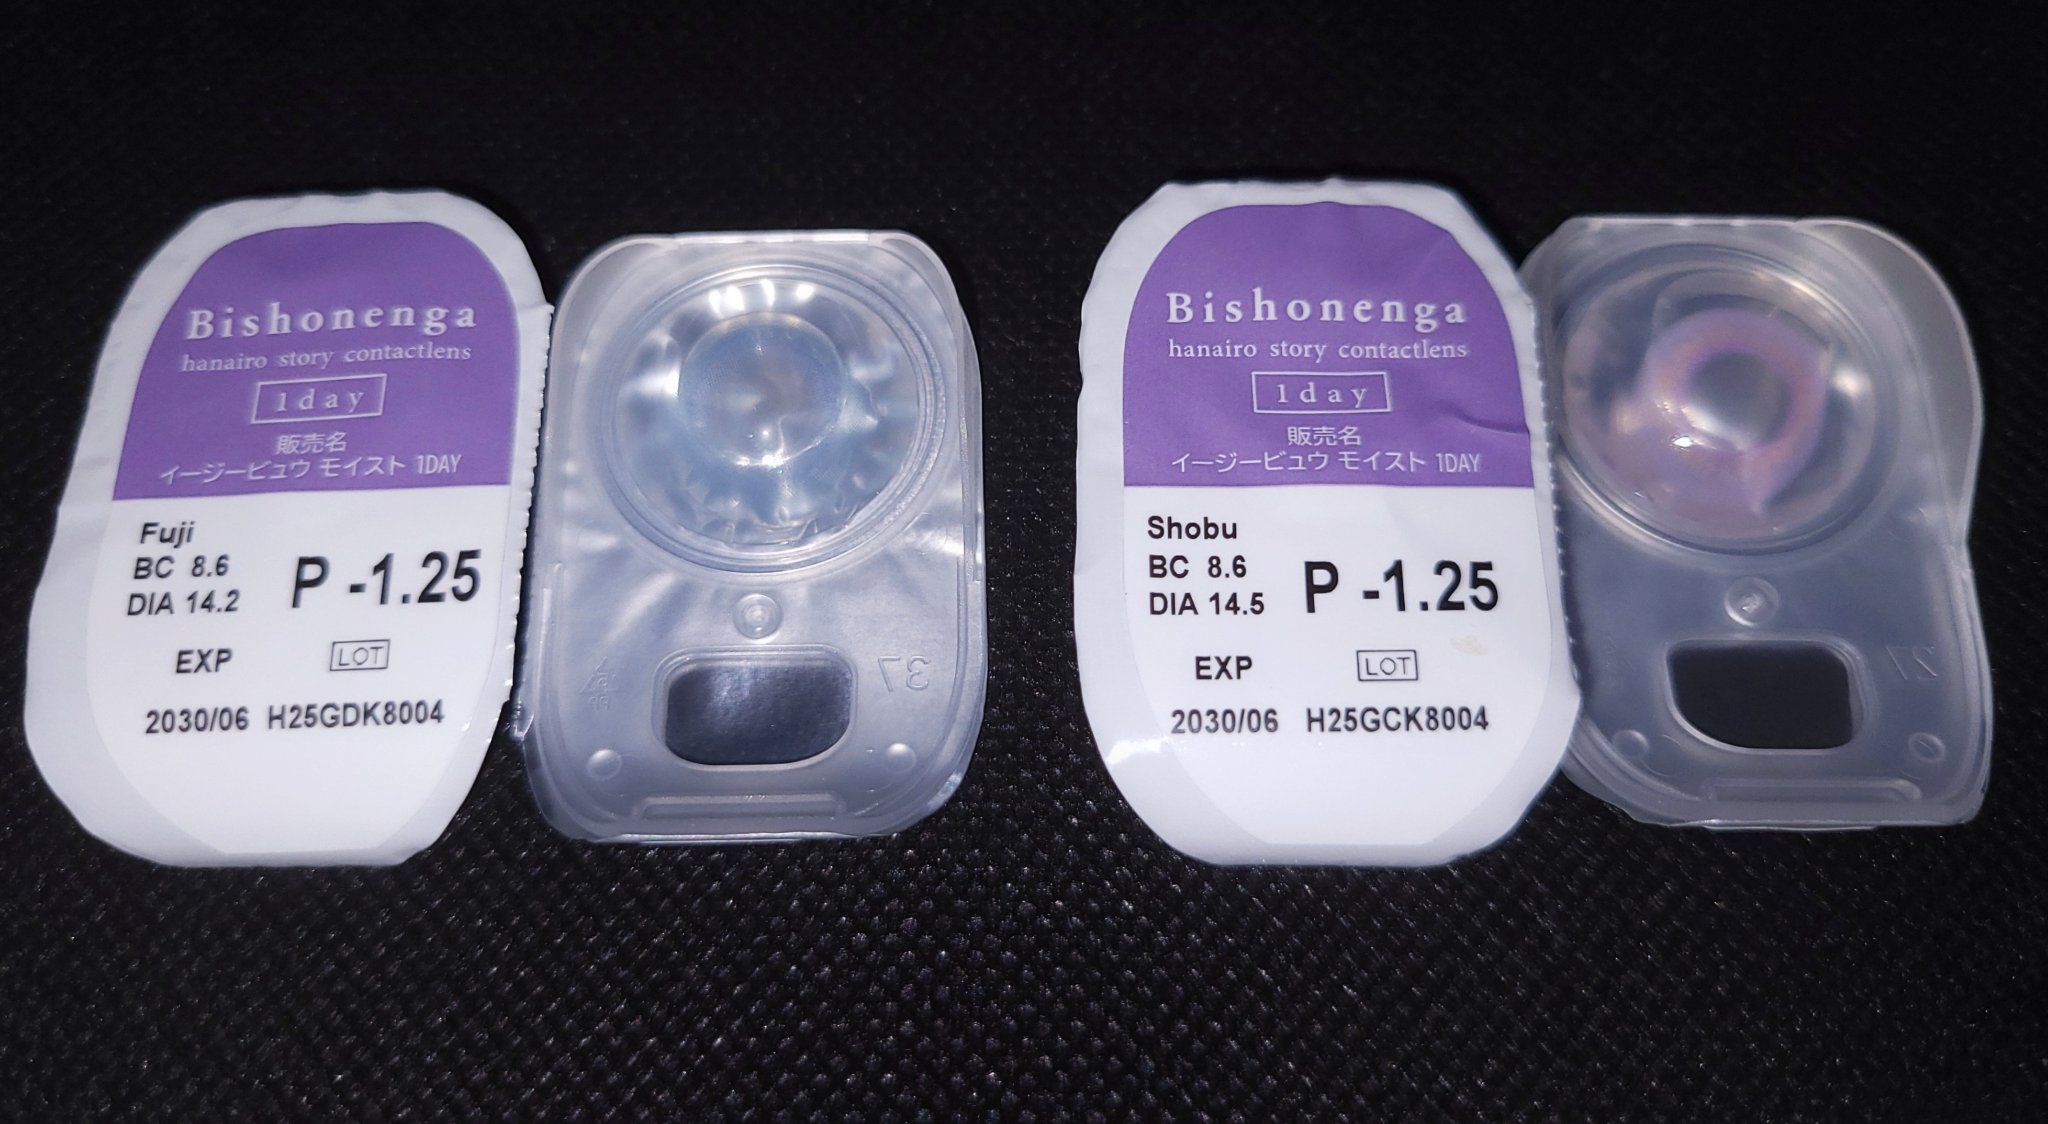 Bishonenga
hanairo story contactlens
1day
販売名
イージービュウ モイスト 1DAY
Fuji
BC 8.6
DIA 14.2
P -1.25
EXP
LOT
2030/06 H25GDK8004
37
PP
Bishonenga
hanairo story contactlens
1day
販売名
イージービュウ モイスト 1DAY
Shobu
BC 8.6
DIA 14.5
P -1.25
EXP
LOT
2030/06 H25GCK8004
27